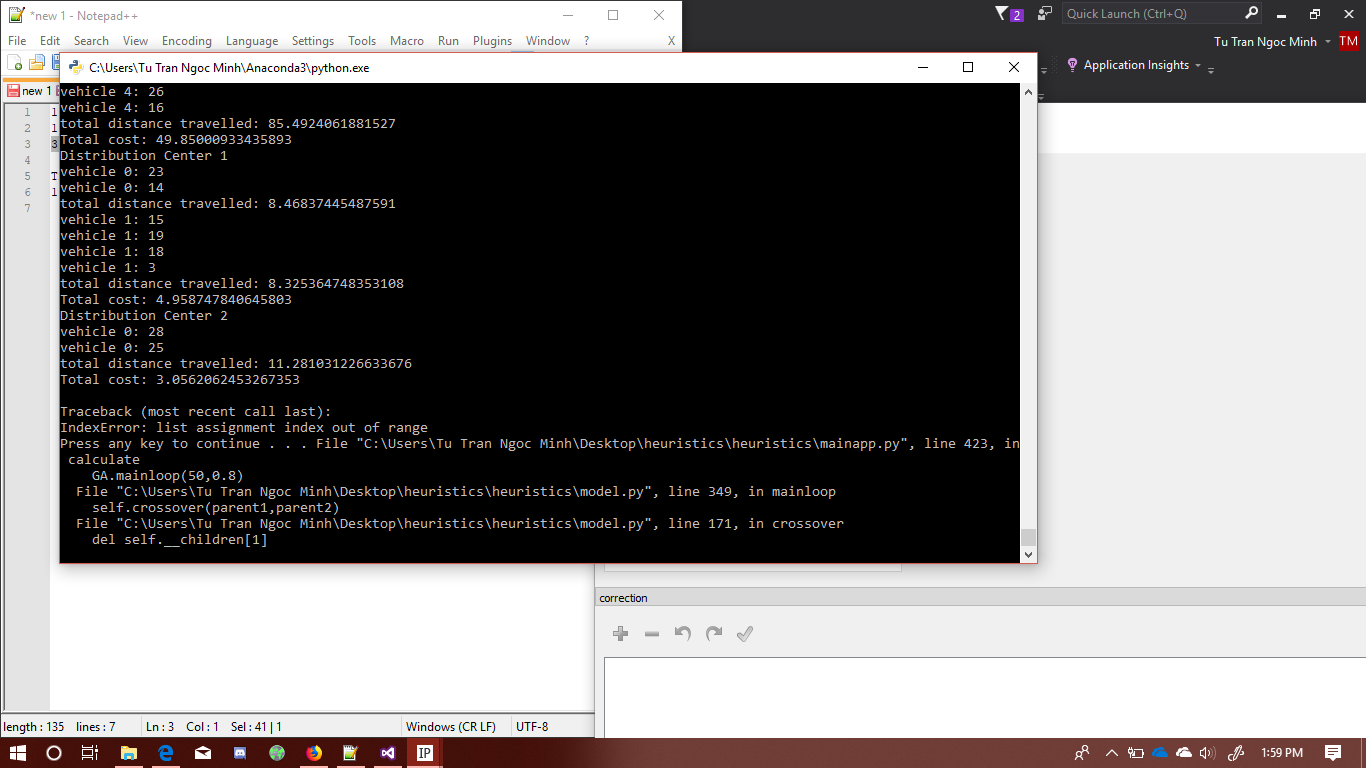 *new 1 - Notepad++
File Edit Search View Encoding Language Settings Tools Macro Run Plugins Window ? X
2
Quick Launch (Ctrl+Q)
Tu Tran Ngoc Minh TM
Application Insights
new 1
1
2
3
4
5
6
7
1
1
3
T
1
C:\Users\Tu Tran Ngoc Minh\Anaconda3\python.exe
vehicle 4: 26
vehicle 4: 16
total distance travelled: 85.4924061881527
Total cost: 49.85000933435893
Distribution Center 1
vehicle 0: 23
vehicle 0: 14
total distance travelled: 8.46837445487591
vehicle 1: 15
vehicle 1: 19
vehicle 1: 18
vehicle 1: 3
total distance travelled: 8.325364748353108
Total cost: 4.958747840645803
Distribution Center 2
vehicle 0: 28
vehicle 0: 25
total distance travelled: 11.281031226633676
Total cost: 3.0562062453267353
Traceback (most recent call last):
IndexError: list assignment index out of range
Press any key to continue . . . File "C:\Users\Tu Tran Ngoc Minh\Desktop\heuristics\heuristics\mainapp.py", line 423, in
calculate
GA.mainloop(50,0.8)
File "C:\Users\Tu Tran Ngoc Minh\Desktop\heuristics\heuristics\model.py", line 349, in mainloop
self.crossover(parent1,parent2)
File "C:\Users\Tu Tran Ngoc Minh\Desktop\heuristics\heuristics\model.py", line 171, in crossover
del self.__children[1]
correction
length : 135 lines : 7 Ln : 3 Col : 1 Sel : 41 | 1 Windows (CR LF) UTF-8
IP
1:59 PM